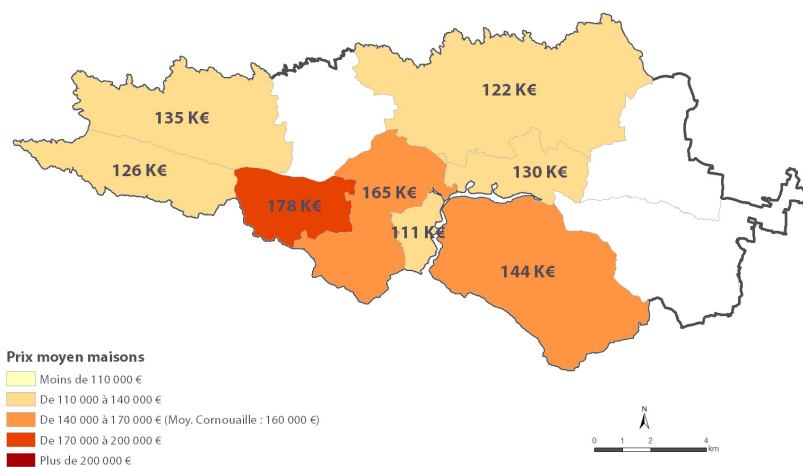 122 K€
135 K€
126 K€
130 K€
165 K€
178 K€
111 K€
144 K€
Prix moyen maisons
Moins de 110 000 €
De 110 000 à 140 000 €
De 140 000 à 170 000 € (Moy. Cornouaille : 160 000 €)
De 170 000 à 200 000 €
Plus de 200 000 €
N
0 1 2 4
km